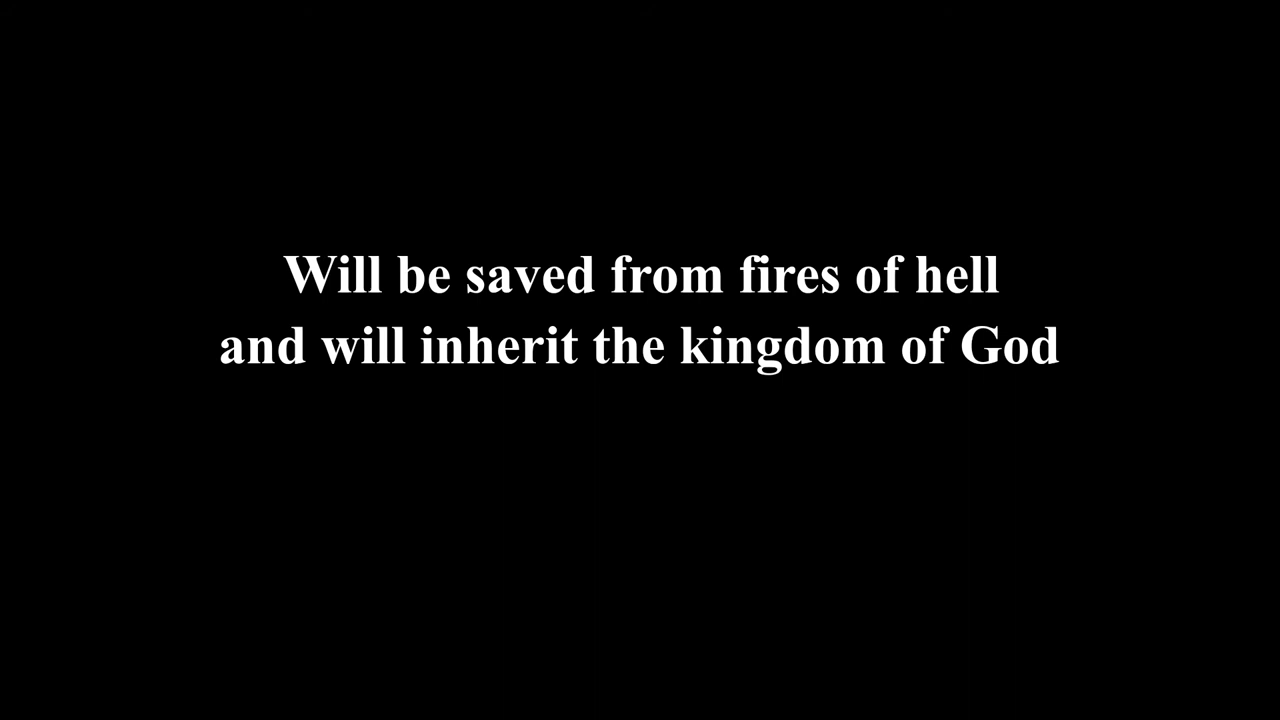 Will be saved from fires of hell
and will inherit the kingdom of God